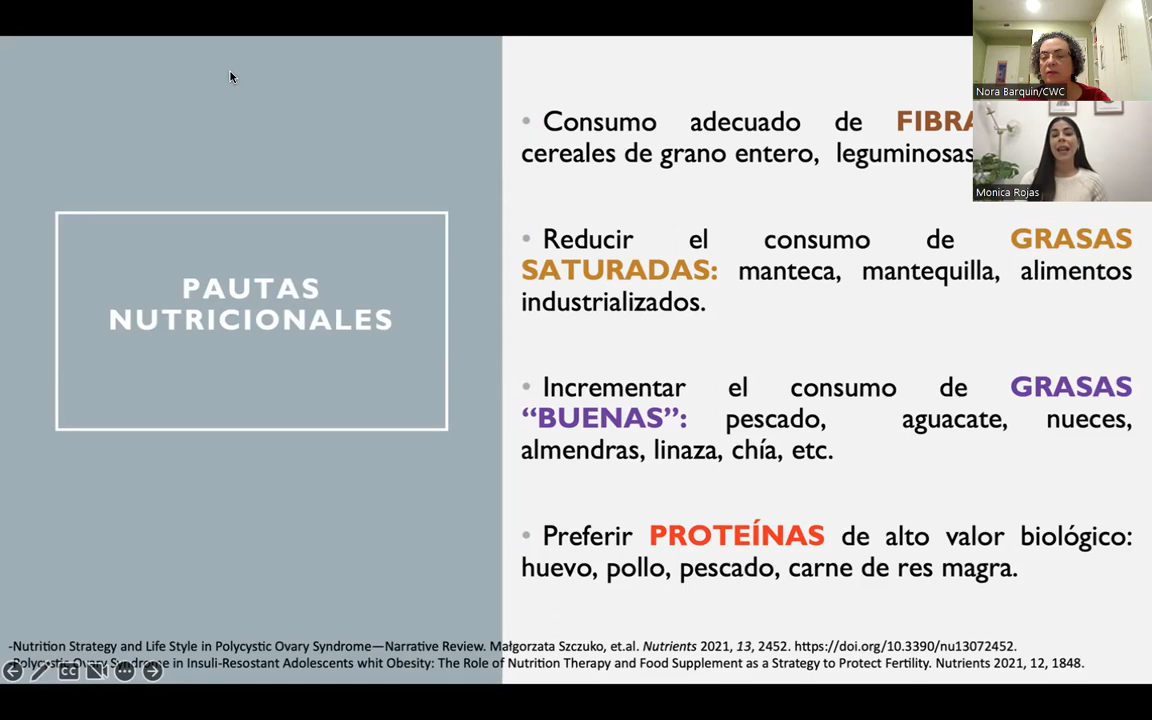 PAUTAS
NUTRICIONALES
• Consumo adecuado de FIBRA
cereales de grano entero, leguminosas
• Reducir el consumo de GRASAS
SATURADAS: manteca, mantequilla, alimentos
industrializados.
• Incrementar el consumo de GRASAS
“BUENAS”: pescado, aguacate, nueces,
almendras, linaza, chía, etc.
• Preferir PROTEÍNAS de alto valor biológico:
huevo, pollo, pescado, carne de res magra.
-Nutrition Strategy and Life Style in Polycystic Ovary Syndrome—Narrative Review. Małgorzata Szczuko, et.al. Nutrients 2021, 13, 2452. https://doi.org/10.3390/nu13072452.
Polycystic Ovary Syndrome in Insuli-Resostant Adolescents whit Obesity: The Role of Nutrition Therapy and Food Supplement as a Strategy to Protect Fertility. Nutrients 2021, 12, 1848.
Nora Barquin/CWC
Monica Rojas